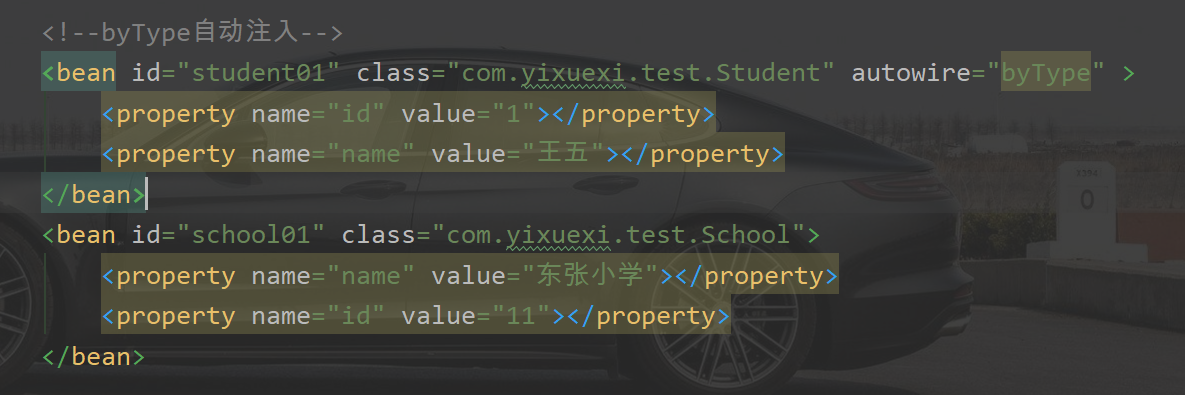 <!--byType自动注入-->
<bean id="student01" class="com.yixuexi.test.Student" autowire="byType" >
<property name="id" value="1"></property>
<property name="name" value="王五"></property>
</bean>
<bean id="school01" class="com.yixuexi.test.School">
<property name="name" value="东张小学"></property>
<property name="id" value="11"></property>
</bean>
0